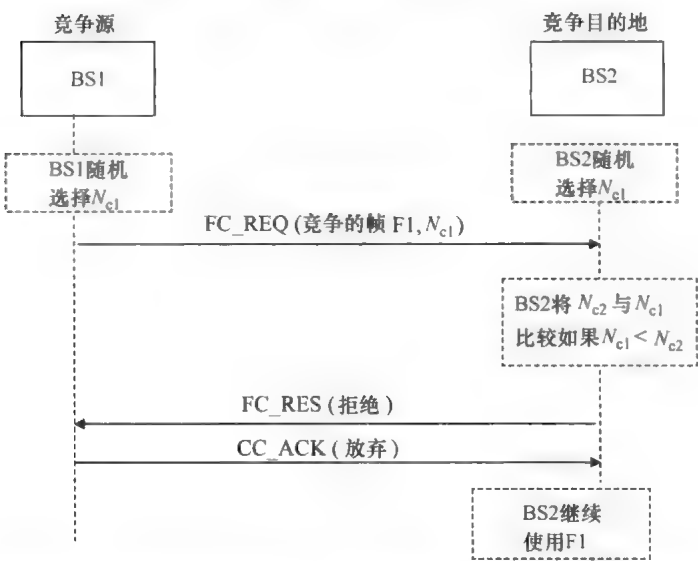 竞争源
竞争目的地
BS1
BS2
BS1随机
选择Nc1
BS2随机
选择Nc1
FC_REQ (竞争的帧 F1, Nc1)
BS2将 Nc2 与 Nc1
比较如果 Nc1 < Nc2
FC_RES (拒绝)
CC_ACK (放弃)
BS2继续
使用F1